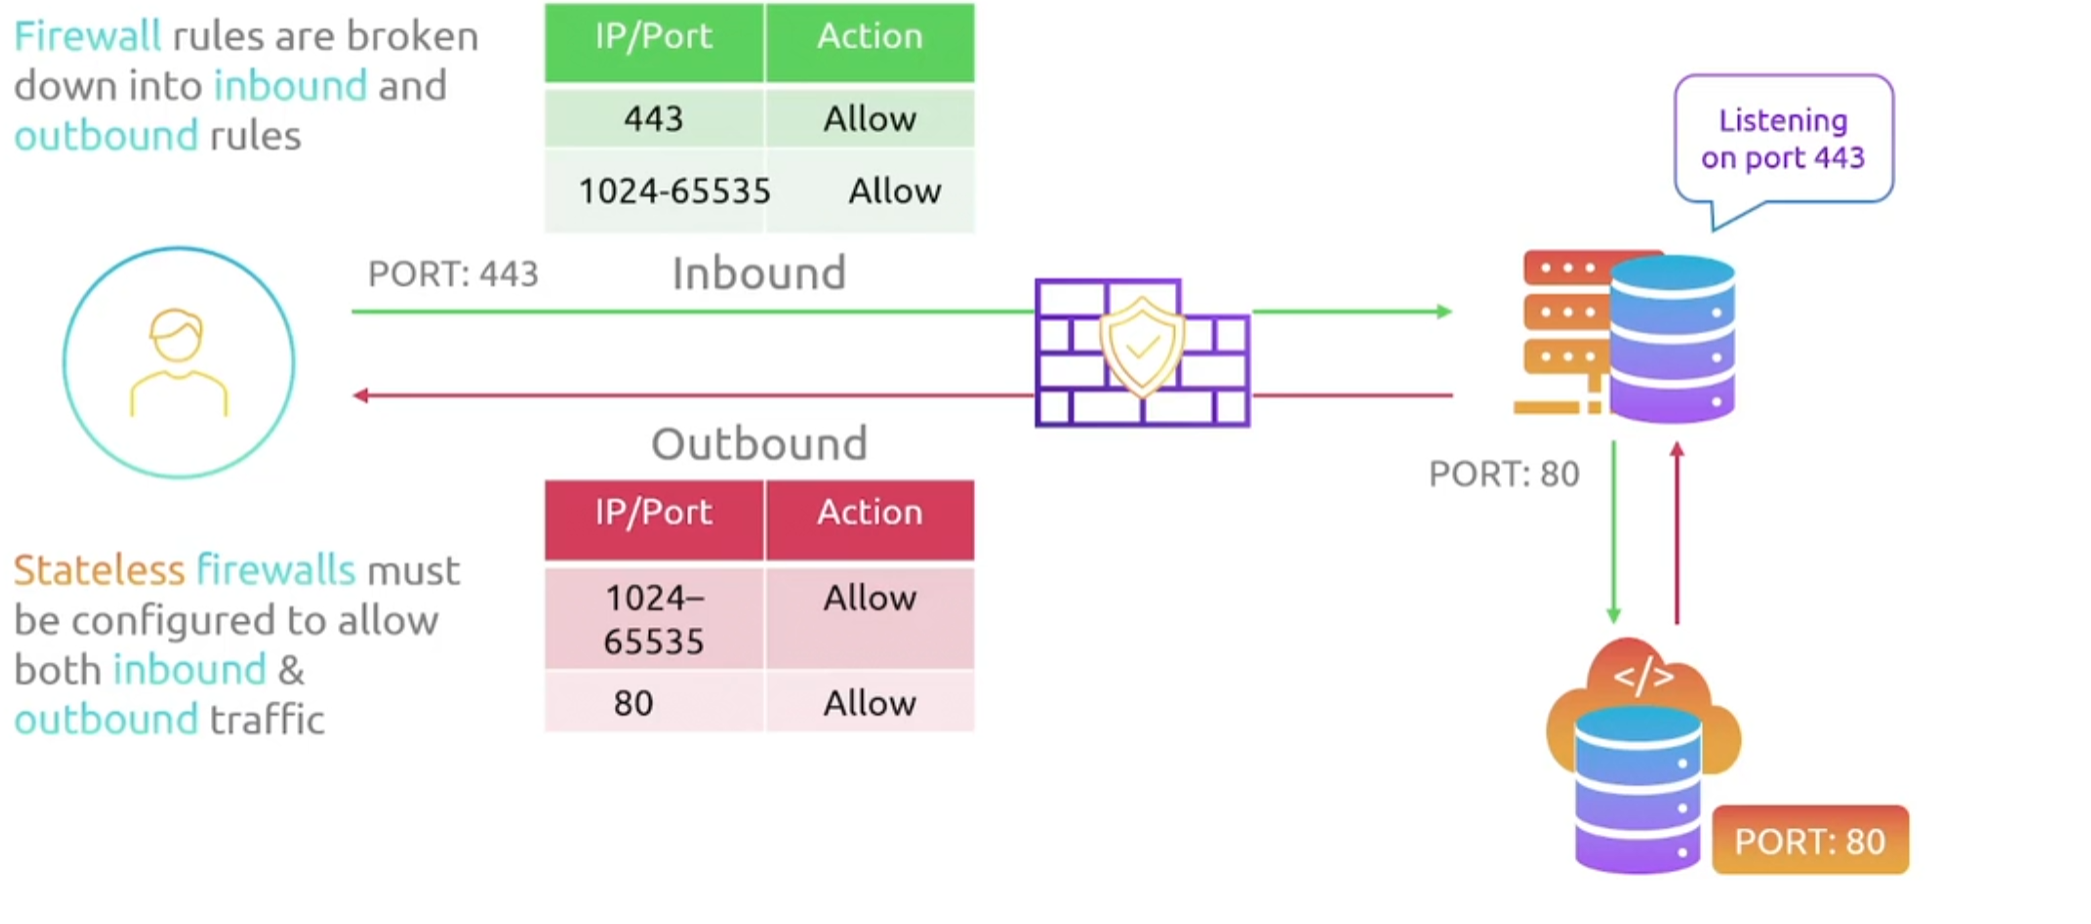 Firewall rules are broken
down into inbound and
outbound rules
IP/Port Action
443 Allow
1024-65535 Allow
Listening
on port 443
PORT: 443
Inbound
Outbound
PORT: 80
IP/Port Action
1024–
65535
Allow
80 Allow
Stateless firewalls must
be configured to allow
both inbound &
outbound traffic
</>
PORT: 80